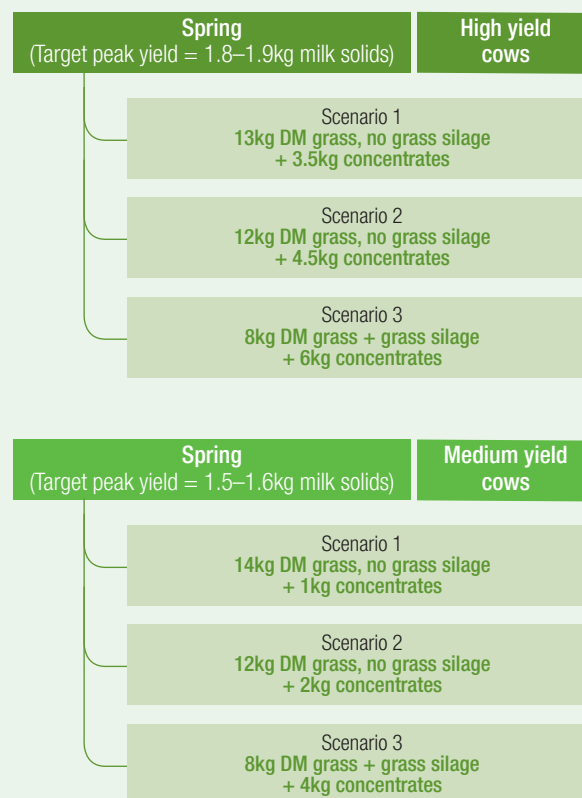 Spring
(Target peak yield = 1.8–1.9kg milk solids)
High yield
cows
Scenario 1
13kg DM grass, no grass silage
+ 3.5kg concentrates
Scenario 2
12kg DM grass, no grass silage
+ 4.5kg concentrates
Scenario 3
8kg DM grass + grass silage
+ 6kg concentrates
Spring
(Target peak yield = 1.5–1.6kg milk solids)
Medium yield
cows
Scenario 1
14kg DM grass, no grass silage
+ 1kg concentrates
Scenario 2
12kg DM grass, no grass silage
+ 2kg concentrates
Scenario 3
8kg DM grass + grass silage
+ 4kg concentrates